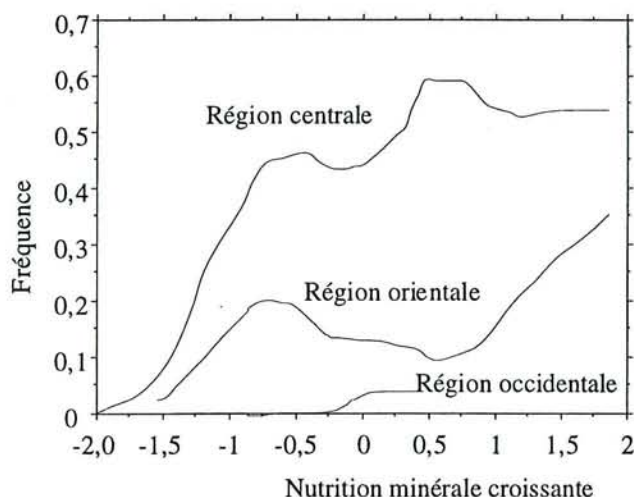 0,7
0,6
0,5
0,4
0,3
0,2
0,1
0
Fréquence
Région centrale
Région orientale
Région occidentale
-2,0 -1,5 -1 -0,5 0 0,5 1 1,5 2
Nutrition minérale croissante